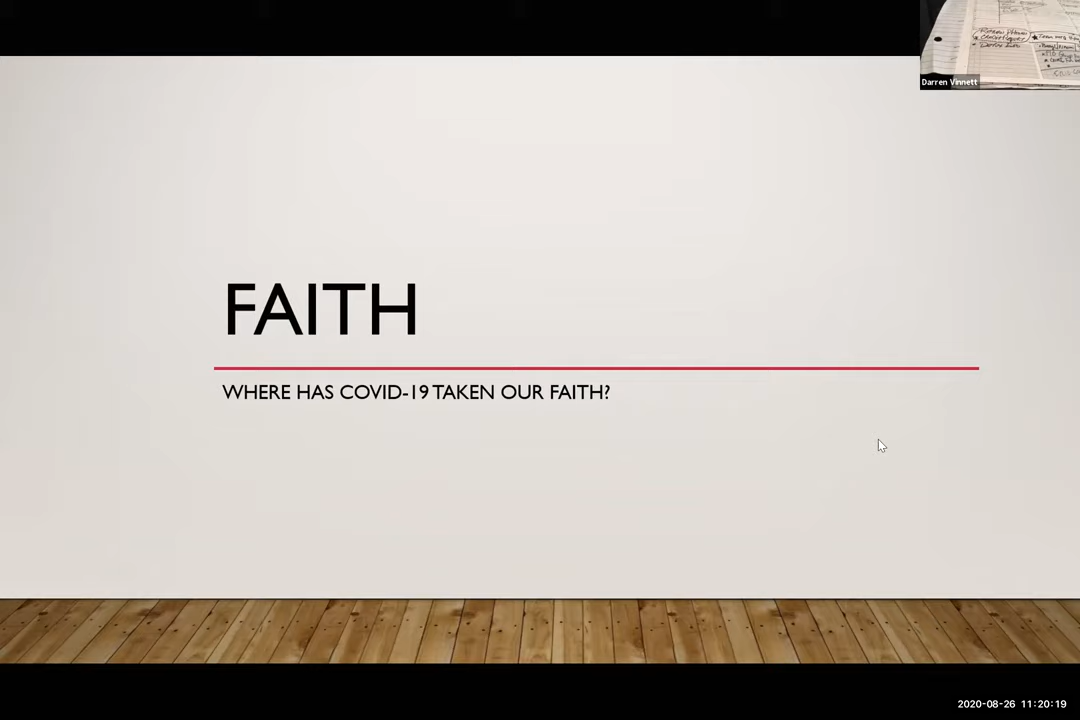 Darren Vinnett
FAITH
WHERE HAS COVID-19 TAKEN OUR FAITH?
2020-08-26 11:20:19